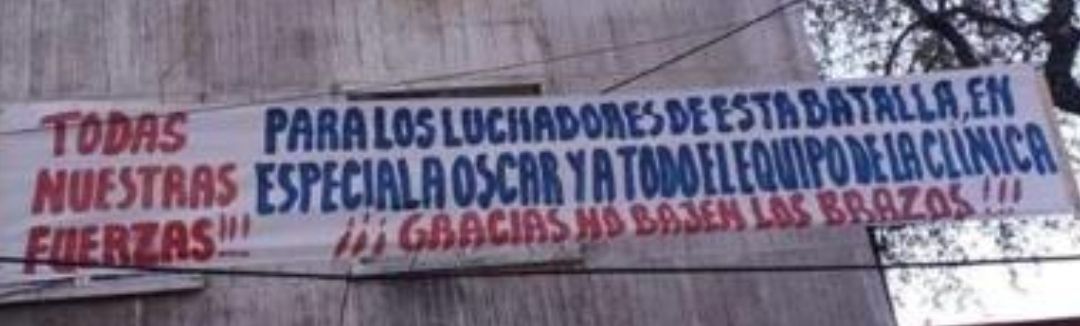 TODAS
NUESTRAS
FUERZAS!!!
PARA LOS LUCHADORES DE ESTA BATALLA, EN
ESPECIAL A OSCAR Y A TODO EL EQUIPO DE LA CLÍNICA
¡¡¡ GRACIAS NO BAJEN LOS BRAZOS !!!